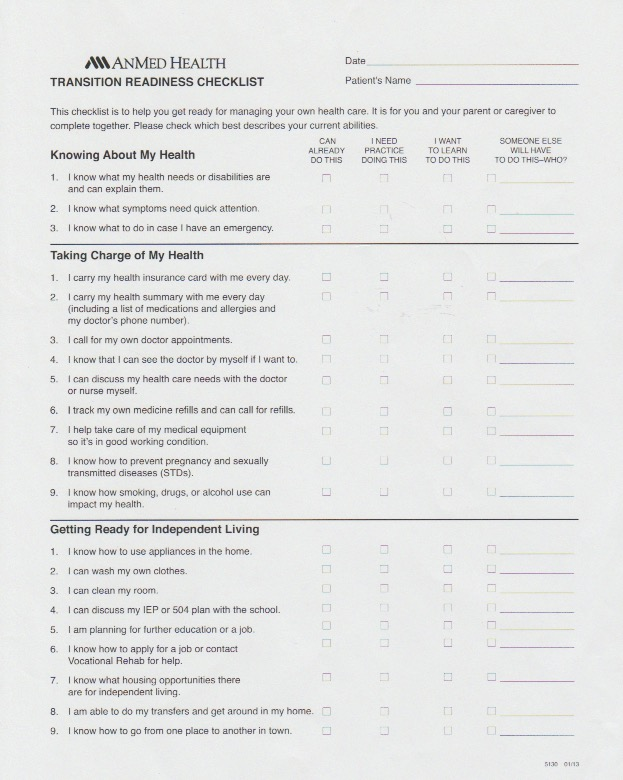 ANMED HEALTH
TRANSITION READINESS CHECKLIST
Date
Patient's Name
This checklist is to help you get ready for managing your own health care. It is for you and your parent or caregiver to
complete together. Please check which best describes your current abilities.
Knowing About My Health
CAN
ALREADY
DO THIS
I NEED
PRACTICE
DOING THIS
I WANT
TO LEARN
TO DO THIS
SOMEONE ELSE
WILL HAVE
TO DO THIS–WHO?
1. I know what my health needs or disabilities are
and can explain them.
2. I know what symptoms need quick attention.
3. I know what to do in case I have an emergency.
Taking Charge of My Health
1. I carry my health insurance card with me every day.
2. I carry my health summary with me every day
(including a list of medications and allergies and
my doctor's phone number).
3. I call for my own doctor appointments.
4. I know that I can see the doctor by myself if I want to.
5. I can discuss my health care needs with the doctor
or nurse myself.
6. I track my own medicine refills and can call for refills.
7. I help take care of my medical equipment
so it's in good working condition.
8. I know how to prevent pregnancy and sexually
transmitted diseases (STDs).
9. I know how smoking, drugs, or alcohol use can
impact my health.
Getting Ready for Independent Living
1. I know how to use appliances in the home.
2. I can wash my own clothes.
3. I can clean my room.
4. I can discuss my IEP or 504 plan with the school.
5. I am planning for further education or a job.
6. I know how to apply for a job or contact
Vocational Rehab for help.
7. I know what housing opportunities there
are for independent living.
8. I am able to do my transfers and get around in my home.
9. I know how to go from one place to another in town.
5130 01/13